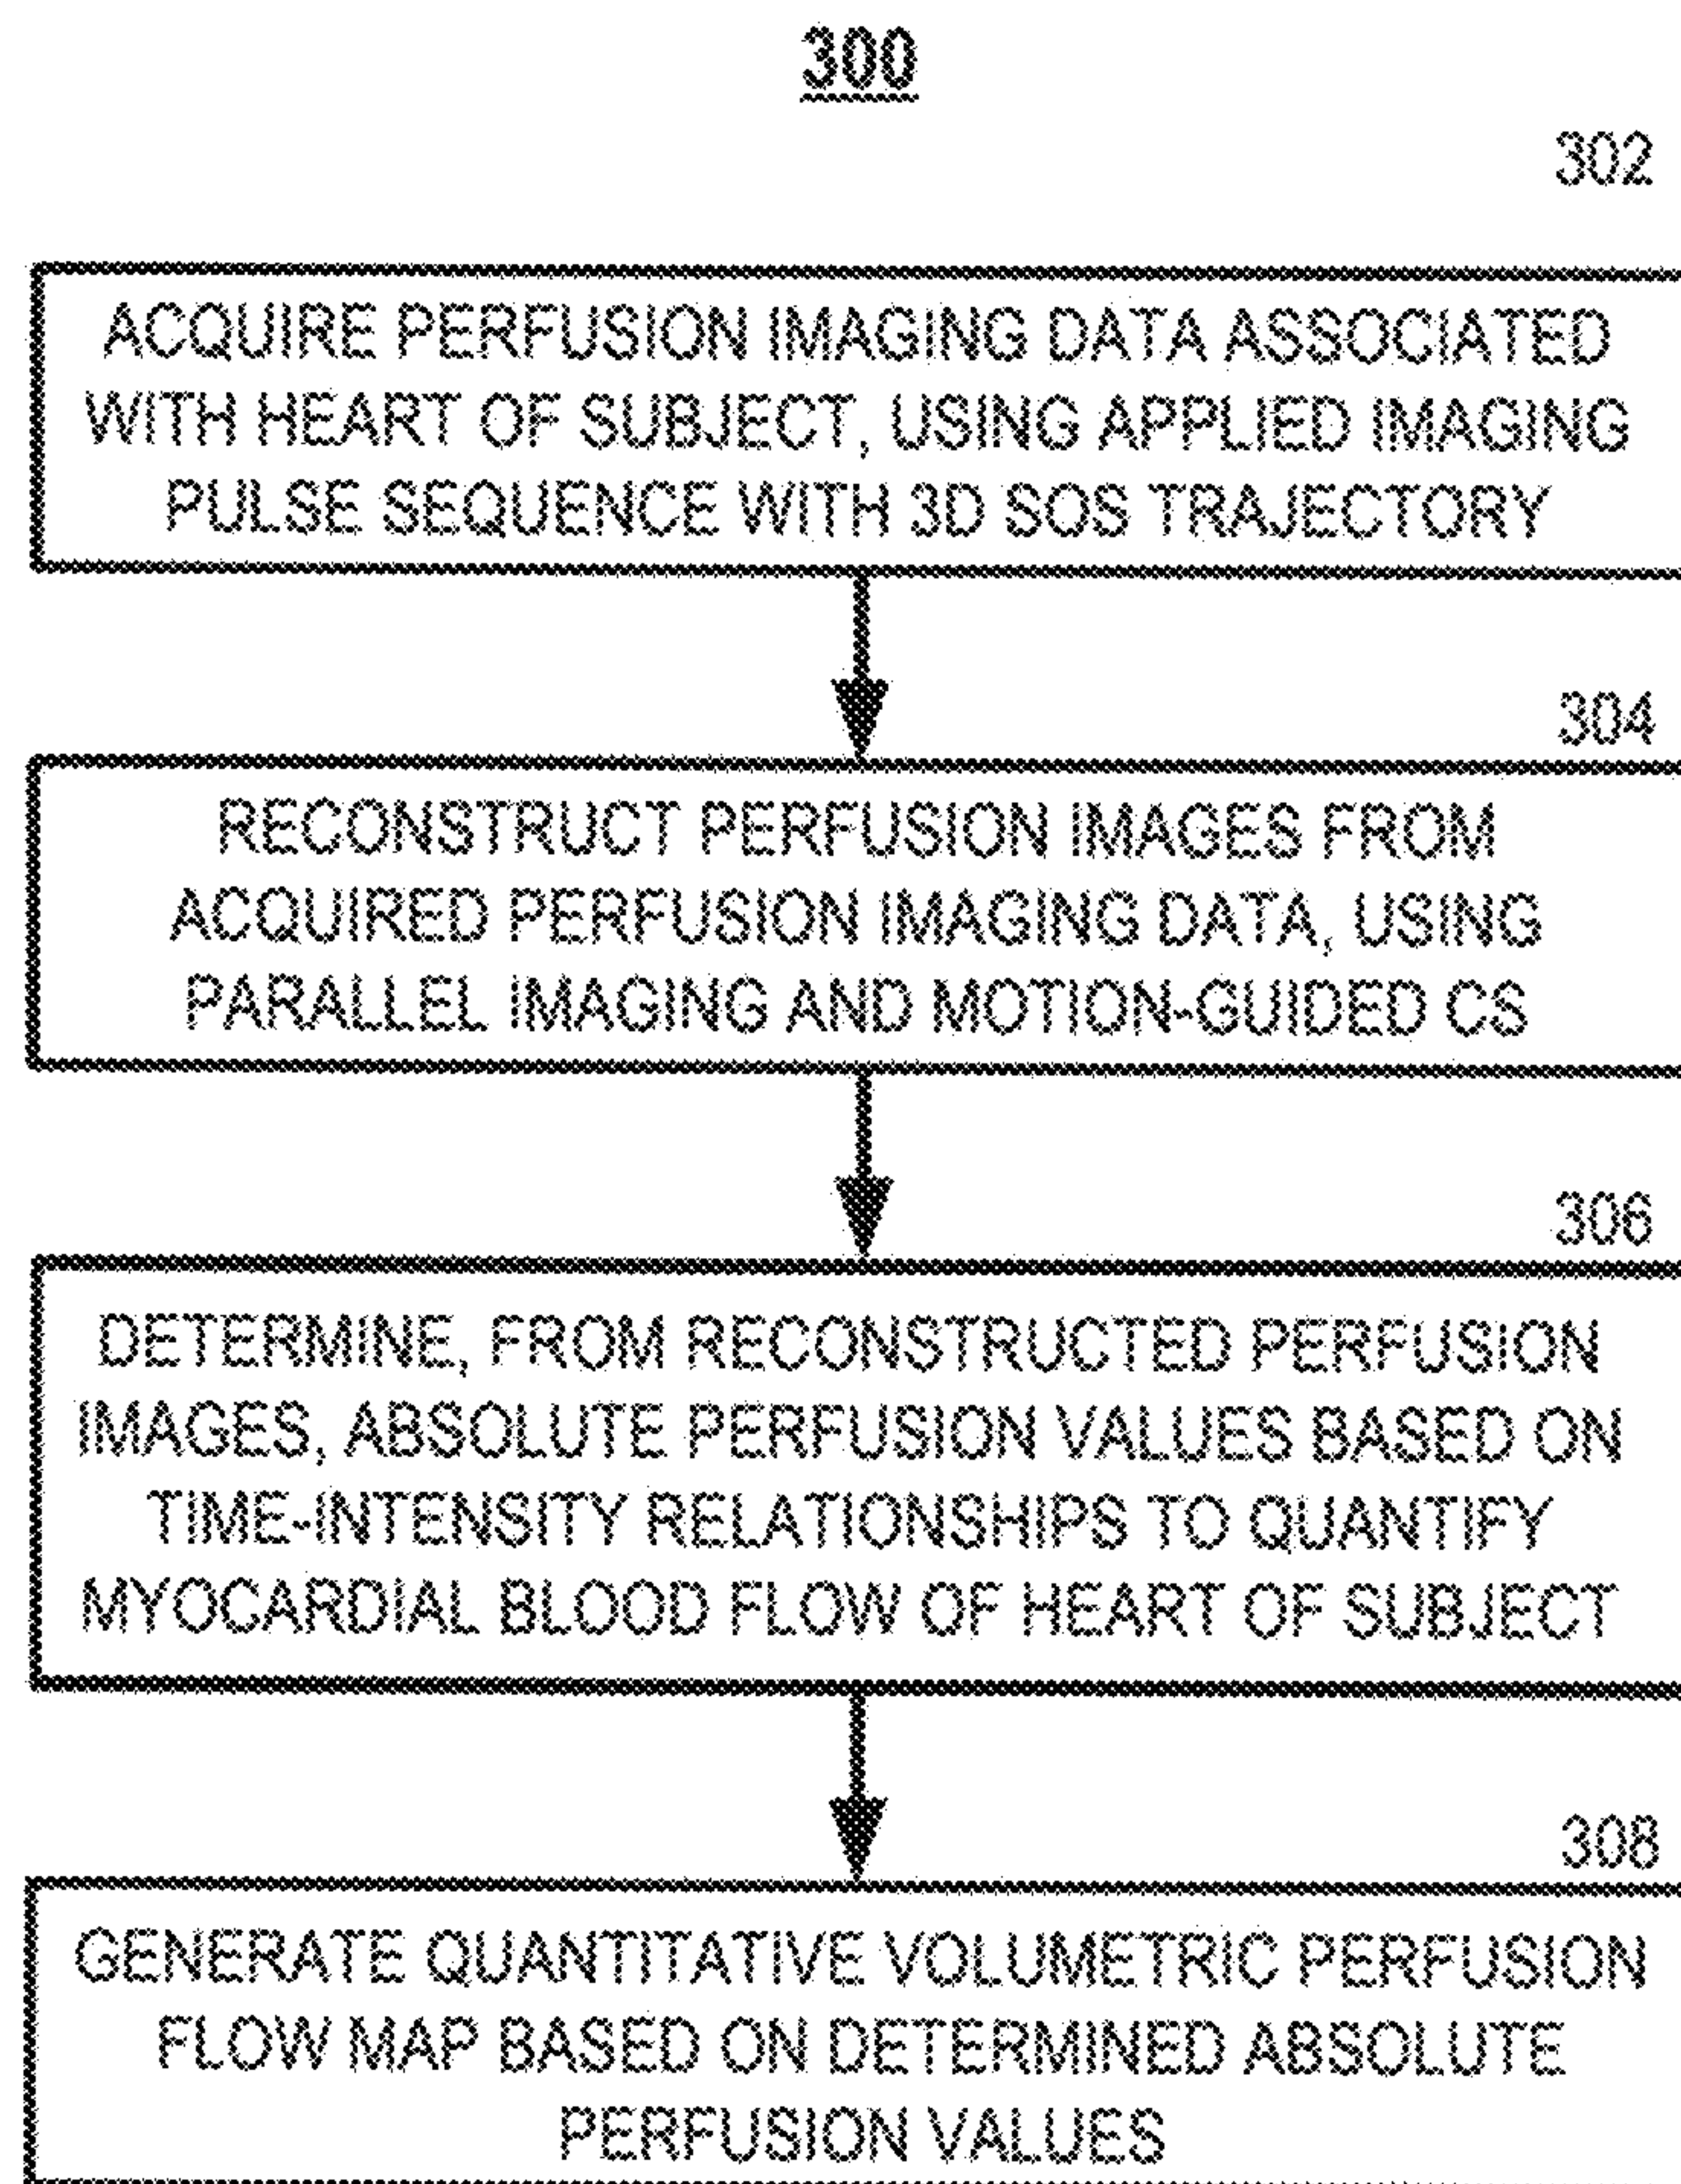 300
302
ACQUIRE PERFUSION IMAGING DATA ASSOCIATED
WITH HEART OF SUBJECT, USING APPLIED IMAGING
PULSE SEQUENCE WITH 3D SOS TRAJECTORY
304
RECONSTRUCT PERFUSION IMAGES FROM
ACQUIRED PERFUSION IMAGING DATA, USING
PARALLEL IMAGING AND MOTION-GUIDED CS
306
DETERMINE, FROM RECONSTRUCTED PERFUSION
IMAGES, ABSOLUTE PERFUSION VALUES BASED ON
TIME-INTENSITY RELATIONSHIPS TO QUANTIFY
MYOCARDIAL BLOOD FLOW OF HEART OF SUBJECT
308
GENERATE QUANTITATIVE VOLUMETRIC PERFUSION
FLOW MAP BASED ON DETERMINED ABSOLUTE
PERFUSION VALUES